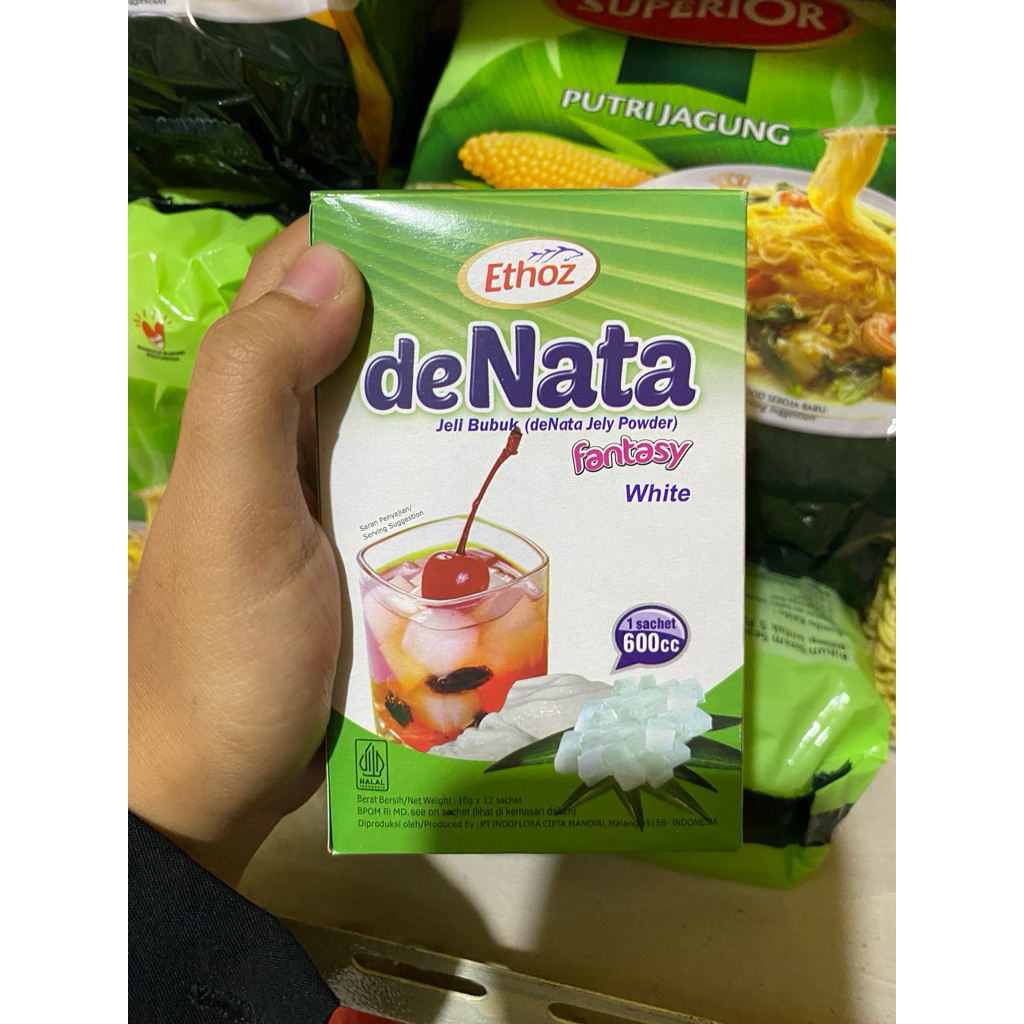 SUPERIOR
PUTRI JAGUNG
Ethoz
deNata
Jeli Bubuk (deNata Jely Powder)
fantasy
White
Saran Penyajian/
Serving Suggestion
1 sachet
600cc
HALAL
INDONESIA
Berat Bersih/Net Weight : 10g x 12 sachet
BPOM RI MD, see on sachet (lihat di kemasan dalam)
Diproduksi oleh/Produced by : PT INDOFLORA CIPTA MANDIRI, Malang 65158- INDONESIA